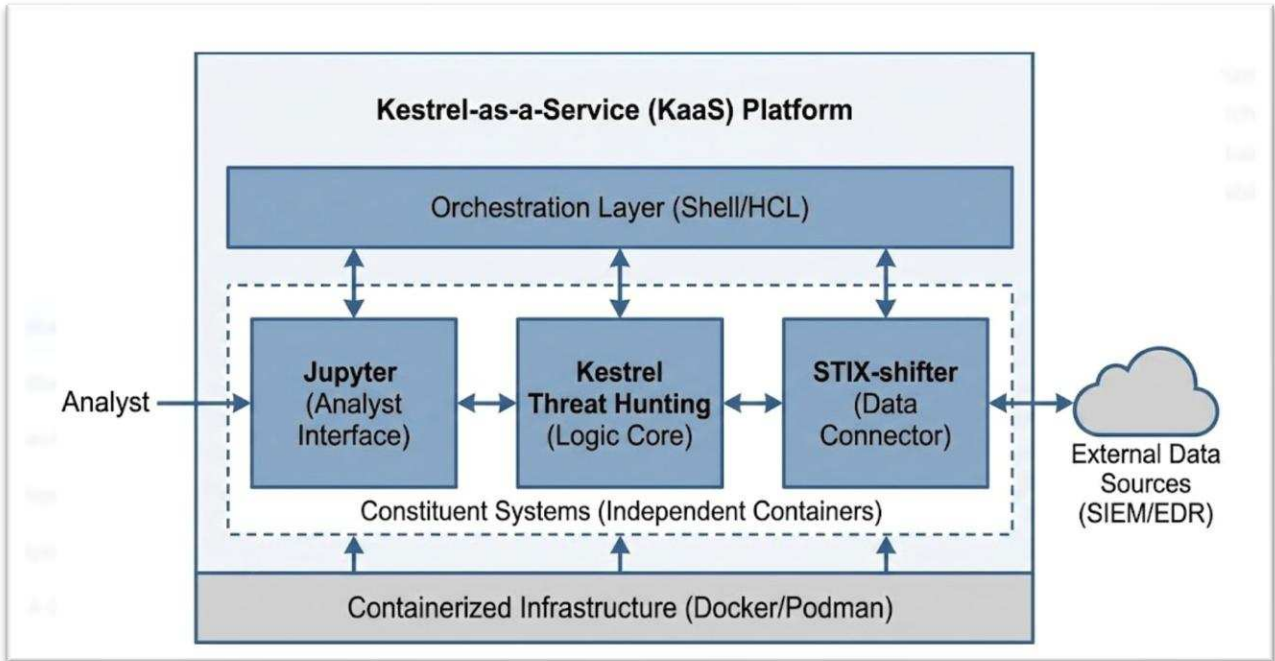 Kestrel-as-a-Service (KaaS) Platform
Orchestration Layer (Shell/HCL)
Analyst
Jupyter
(Analyst
Interface)
Kestrel
Threat Hunting
(Logic Core)
STIX-shifter
(Data
Connector)
External Data
Sources
(SIEM/EDR)
Constituent Systems (Independent Containers)
Containerized Infrastructure (Docker/Podman)